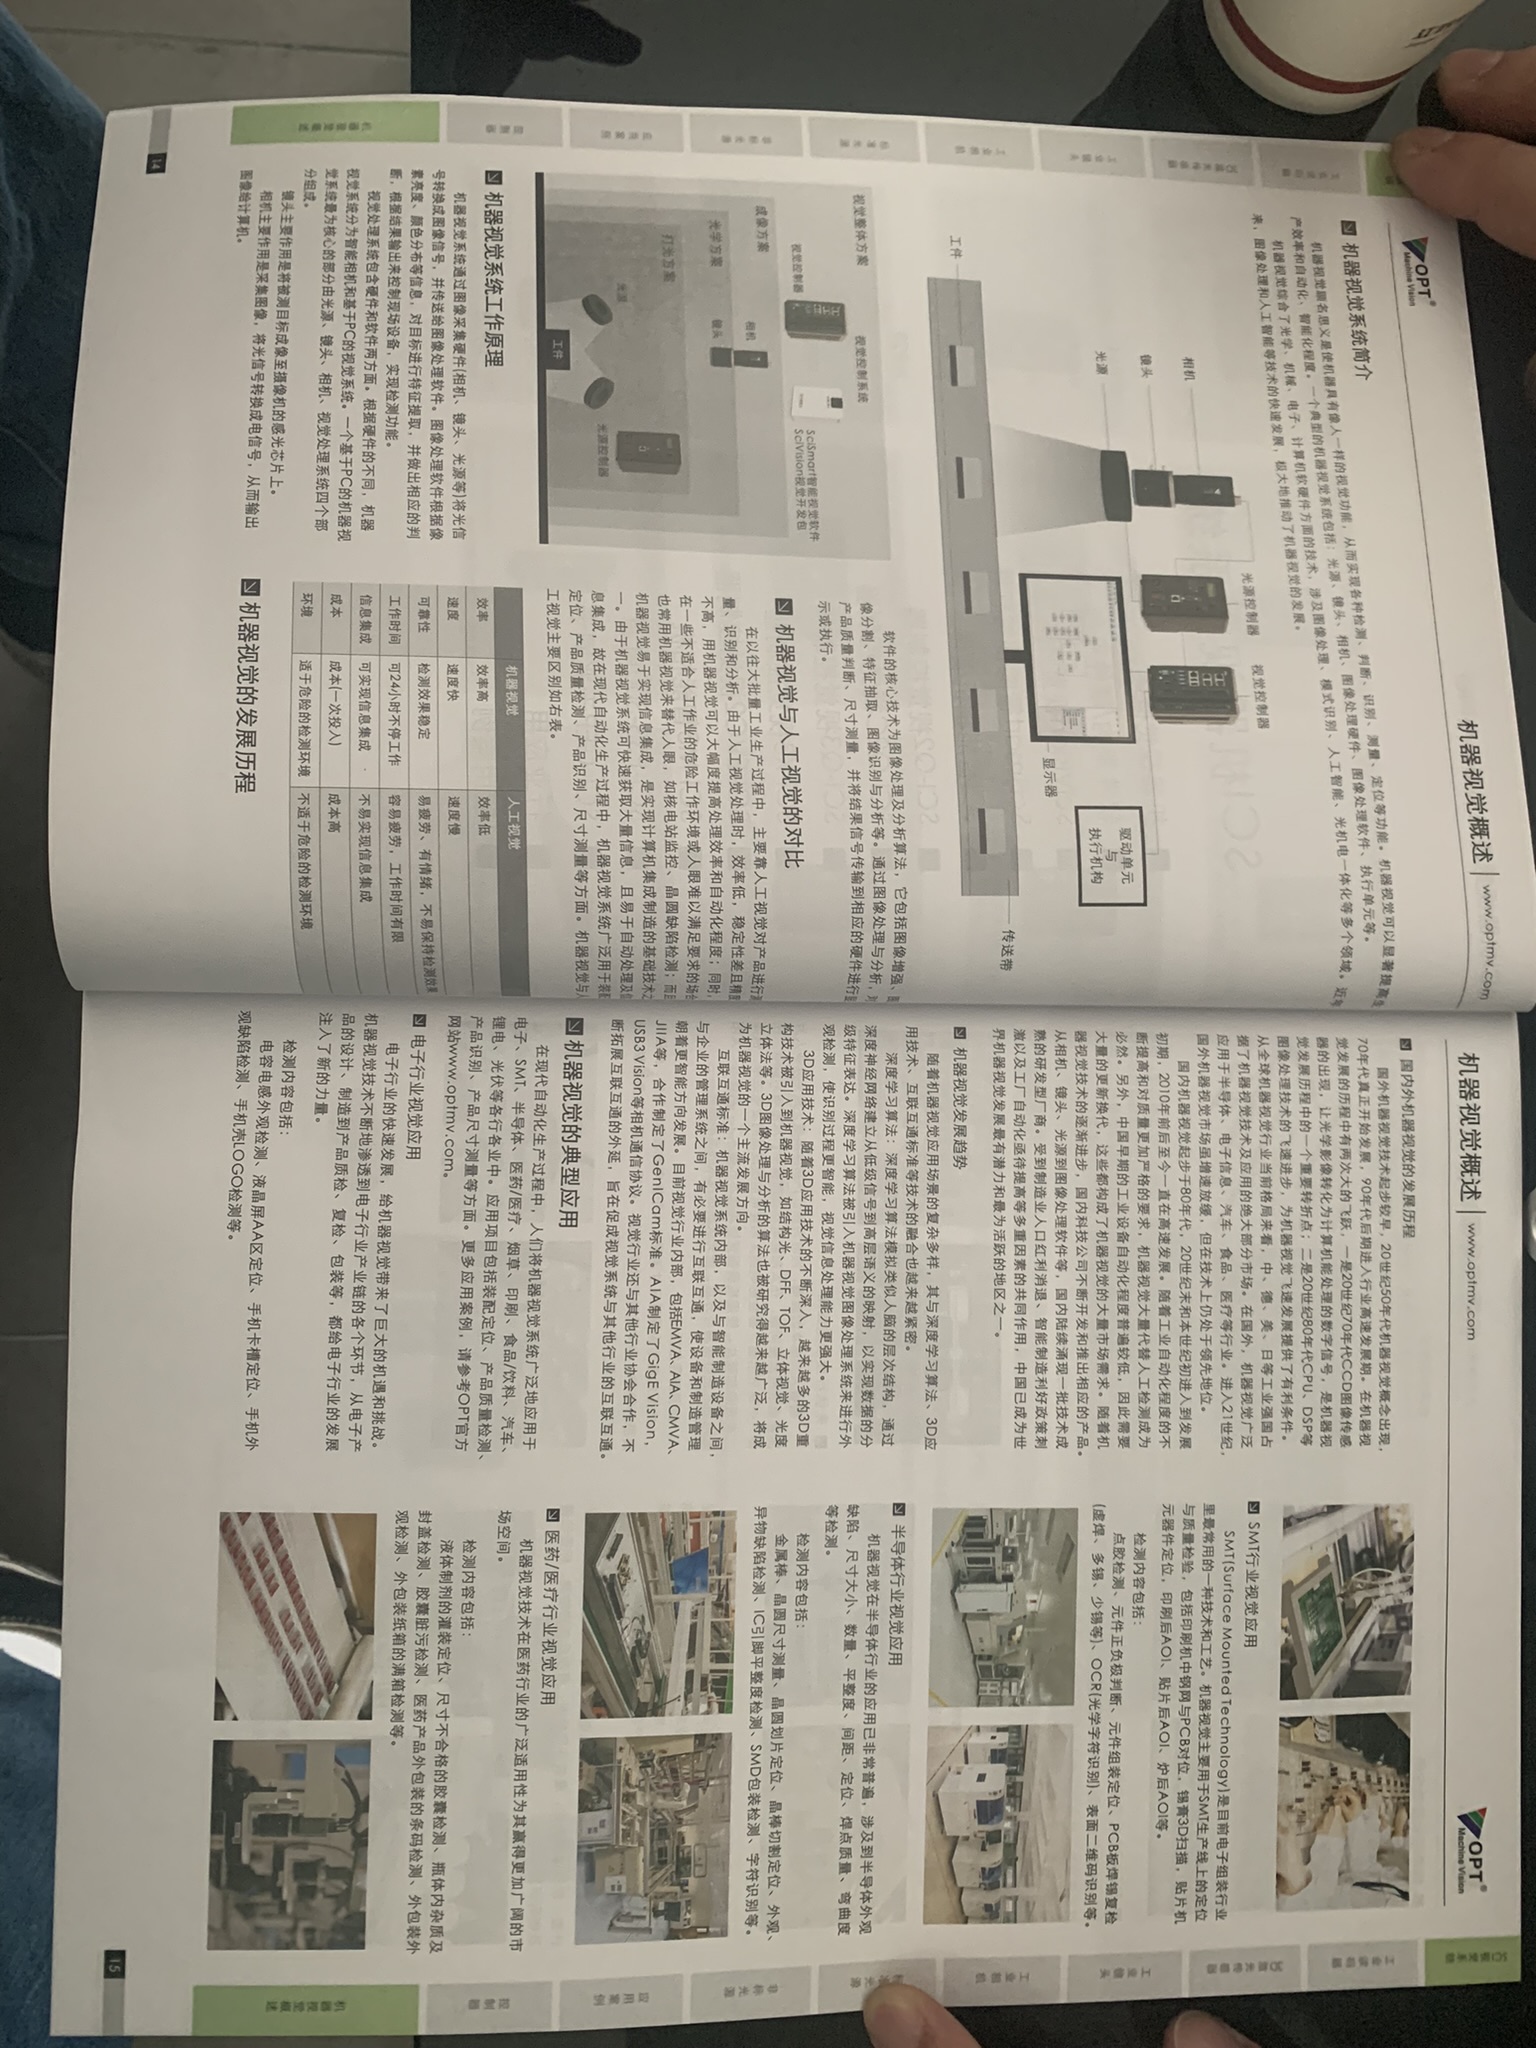 机器视觉概述 www.optmv.com
OPT®
Machine Vision
机器视觉系统简介
机器视觉顾名思义是使机器具有像人一样的视觉功能，从而实现各种检测、判断、识别、测量、定位等功能。机器视觉可以显著提高生
产效率和自动化、智能化程度。一个典型的机器视觉系统包括：光源、镜头、相机、图像处理硬件、图像处理软件、执行单元等。
机器视觉综合了光学、机械、电子、计算机软硬件方面的技术，涉及图像处理、模式识别、人工智能、光机电一体化等多个领域。近年
来，图像处理和人工智能等技术的快速发展，极大地推动了机器视觉的发展。
光源控制器
视觉控制器
相机
镜头
光源
驱动单元
与
执行机构
显示器
传送带
工件
视觉整体方案
视觉控制系统
视觉控制器
SciSmart智能视觉软件
SciVision视觉开发包
成像方案
相机
光学方案
镜头
打光方案
光源
光源控制器
工件
机器视觉系统工作原理
机器视觉系统通过图像采集硬件(相机、镜头、光源等)将光信
号转换成图像信号，并传送给图像处理软件。图像处理软件根据像
素亮度、颜色分布等信息，对目标进行特征提取，并做出相应的判
断，根据结果输出来控制现场设备，实现检测功能。
视觉处理系统包含硬件和软件两方面。根据硬件的不同，机器
视觉系统分为智能相机和基于PC的视觉系统。一个基于PC的机器视
觉系统最为核心的部分由光源、镜头、相机、视觉处理系统四个部
分组成。
镜头主要作用是将被测目标成像至摄像机的感光芯片上。
相机主要作用是采集图像，将光信号转换成电信号，从而输出
图像给计算机。
软件的核心技术为图像处理及分析算法，它包括图像增强、图
像分割、特征抽取、图像识别与分析等。通过图像处理与分析，对
产品质量判断、尺寸测量，并将结果信号传输到相应的硬件进行显
示或执行。
机器视觉与人工视觉的对比
在以往大批量工业生产过程中，主要靠人工视觉对产品进行测
量、识别和分析。由于人工视觉处理时，效率低，稳定性差且精度
不高，用机器视觉可以大幅度提高处理效率和自动化程度；同时，
在一些不适合人工作业的危险工作环境或人眼难以满足要求的场合
也常用机器视觉来替代人眼，如核电站监控、晶圆缺陷检测；而且
机器视觉易于实现信息集成，是实现计算机集成制造的基础技术之
一。由于机器视觉系统可快速获取大量信息，且易于自动处理及信
息集成，故在现代自动化生产过程中，机器视觉系统广泛用于装配
定位、产品质量检测、产品识别、尺寸测量等方面。机器视觉与人
工视觉主要区别如右表。
机器视觉 人工视觉
效率 效率高 效率低
速度 速度快 速度慢
可靠性 检测效果稳定 易疲劳、有情绪，不易保持检测效果
工作时间 可24小时不停工作 容易疲劳，工作时间有限
信息集成 可实现信息集成 不易实现信息集成
成本 成本(一次投入) 成本高
环境 适于危险的检测环境 不适于危险的检测环境
机器视觉的发展历程
14
机器视觉概述 www.optmv.com
OPT®
Machine Vision
国内外机器视觉的发展历程
国外机器视觉技术起步较早，20世纪50年代机器视觉概念出现，
70年代真正开始发展，90年代后期进入行业高速发展期。在机器视
觉发展的历程中有两次大的飞跃，一是20世纪70年代CCD图像传感
器的出现，让光学影像转化为计算机能处理的数字信号，是机器视
觉发展历程中的一个重要转折点；二是20世纪80年代CPU、DSP等
图像处理技术的飞速进步，为机器视觉飞速发展提供了有利条件。
从全球机器视觉行业当前格局来看，中、德、美、日等工业强国占
据了机器视觉技术及应用的绝大部分市场。在国外，机器视觉广泛
应用于半导体、电子信息、汽车、食品、医疗等行业。进入21世纪，
国外机器视觉市场虽增速放缓，但在技术上仍处于领先地位。
国内机器视觉起步于80年代，20世纪末和本世纪初进入到发展
初期，2010年前后至今一直在高速发展。随着工业自动化程度的不
断提高和对质量更加严格的要求，机器视觉大量代替人工检测成为
必然。另外，中国早期的工业设备自动化程度普遍较低，因此需要
大量的更新换代，这些都构成了机器视觉的大量市场需求。随着机
器视觉技术的逐渐进步，国内科技公司不断开发和推出相应的产品。
从相机、镜头、光源到图像处理软件等，国内陆续涌现一批技术成
熟的研发型厂商。受到制造业人口红利消退、智能制造利好政策刺
激以及工厂自动化亟待提高等多重因素的共同作用，中国已成为世
界机器视觉发展最有潜力和最为活跃的地区之一。
机器视觉发展趋势
随着机器视觉应用场景的复杂多样，其与深度学习算法、3D应
用技术、互联互通标准等技术的融合也越来越紧密。
深度学习算法：深度学习算法模拟类似人脑的层次结构，通过
深度神经网络建立从低级信号到高层语义的映射，以实现数据的分
级特征表达。深度学习算法被引入机器视觉图像处理系统来进行外
观检测，使识别过程更智能，视觉信息处理能力更强大。
3D应用技术：随着3D应用技术的不断深入，越来越多的3D重
构技术被引入到机器视觉，如结构光、DFF、TOF、立体视觉、光度
立体法等。3D图像处理与分析的算法也被研究得越来越广泛，将成
为机器视觉的一个主流发展方向。
互联互通标准：机器视觉系统内部，以及与智能制造设备之间，
与企业的管理系统之间，有必要进行互联互通，使设备和制造管理
朝着更智能方向发展。目前视觉行业内部，包括EMVA、AIA、CMVA、
JIIA等，合作制定了GenICam标准。AIA制定了GigE Vision，
USB3 Vision等相机通信协议。视觉行业还与其他行业协会合作，不
断拓展互联互通的外延，旨在促成视觉系统与其他行业的互联互通。
机器视觉的典型应用
在现代自动化生产过程中，人们将机器视觉系统广泛地应用于
电子、SMT、半导体、医药/医疗、烟草、印刷、食品/饮料、汽车、
锂电、光伏等各行各业中。应用项目包括装配定位、产品质量检测、
产品识别、产品尺寸测量等方面。更多应用案例，请参考OPT官方
网站www.optmv.com。
电子行业视觉应用
电子行业的快速发展，给机器视觉带来了巨大的机遇和挑战。
机器视觉技术不断地渗透到电子行业产业链的各个环节，从电子产
品的设计、制造到产品质检、复检、包装等，都给电子行业的发展
注入了新的力量。
检测内容包括：
电容电感外观检测、液晶屏AA区定位、手机卡槽定位、手机外
观缺陷检测、手机壳LOGO检测等。
SMT行业视觉应用
SMT(Surface Mounted Technology)是目前电子组装行业
里最常用的一种技术和工艺。机器视觉主要用于SMT生产线上的定位
与质量检验，包括印刷机中钢网与PCB对位，锡膏3D扫描，贴片机
元器件定位，印刷后AOI、贴片后AOI、炉后AOI等。
检测内容包括：
点胶检测、元件正负极判断、元件组装定位、PCB板焊锡复检
(虚焊、多锡、少锡等)、OCR(光学字符识别)、表面二维码识别等。
半导体行业视觉应用
机器视觉在半导体行业的应用已非常普遍，涉及到半导体外观
缺陷、尺寸大小、数量、平整度、间距、定位、焊点质量、弯曲度
等检测。
检测内容包括：
金属棒、晶圆尺寸测量、晶圆划片定位、晶棒切割定位、外观、
异物缺陷检测、IC引脚平整度检测、SMD包装检测、字符识别等。
医药/医疗行业视觉应用
机器视觉技术在医药行业的广泛适用性为其赢得更加广阔的市
场空间。
检测内容包括：
液体制剂的灌装定位、尺寸不合格的胶囊检测、瓶体内杂质及
封盖检测、胶囊脏污检测、医药产品外包装的条码检测、外包装外
观检测、外包装纸箱的满箱检测等。
工业读码器
3D激光传感器
工业镜头
工业相机
标准光源
非标光源
应用案例
控制器
机器视觉概述
15